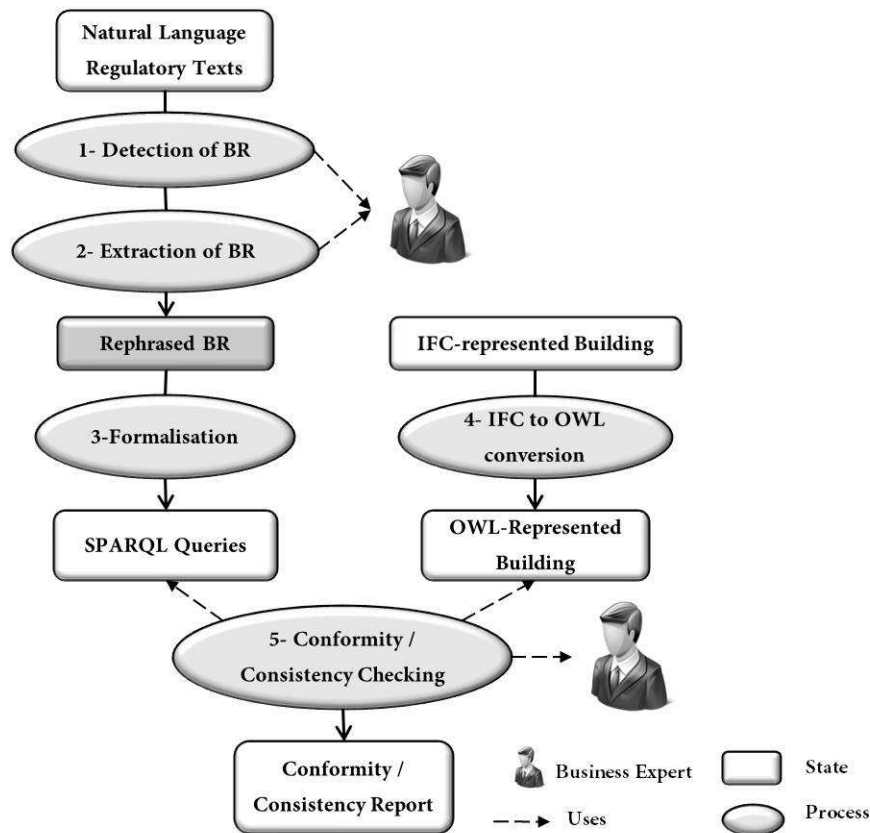 Natural Language
Regulatory Texts
1- Detection of BR
2- Extraction of BR
Rephrased BR
IFC-represented Building
3-Formalisation
4- IFC to OWL
conversion
SPARQL Queries
OWL-Represented
Building
5- Conformity /
Consistency Checking
Conformity /
Consistency Report
Business Expert
State
Uses
Process